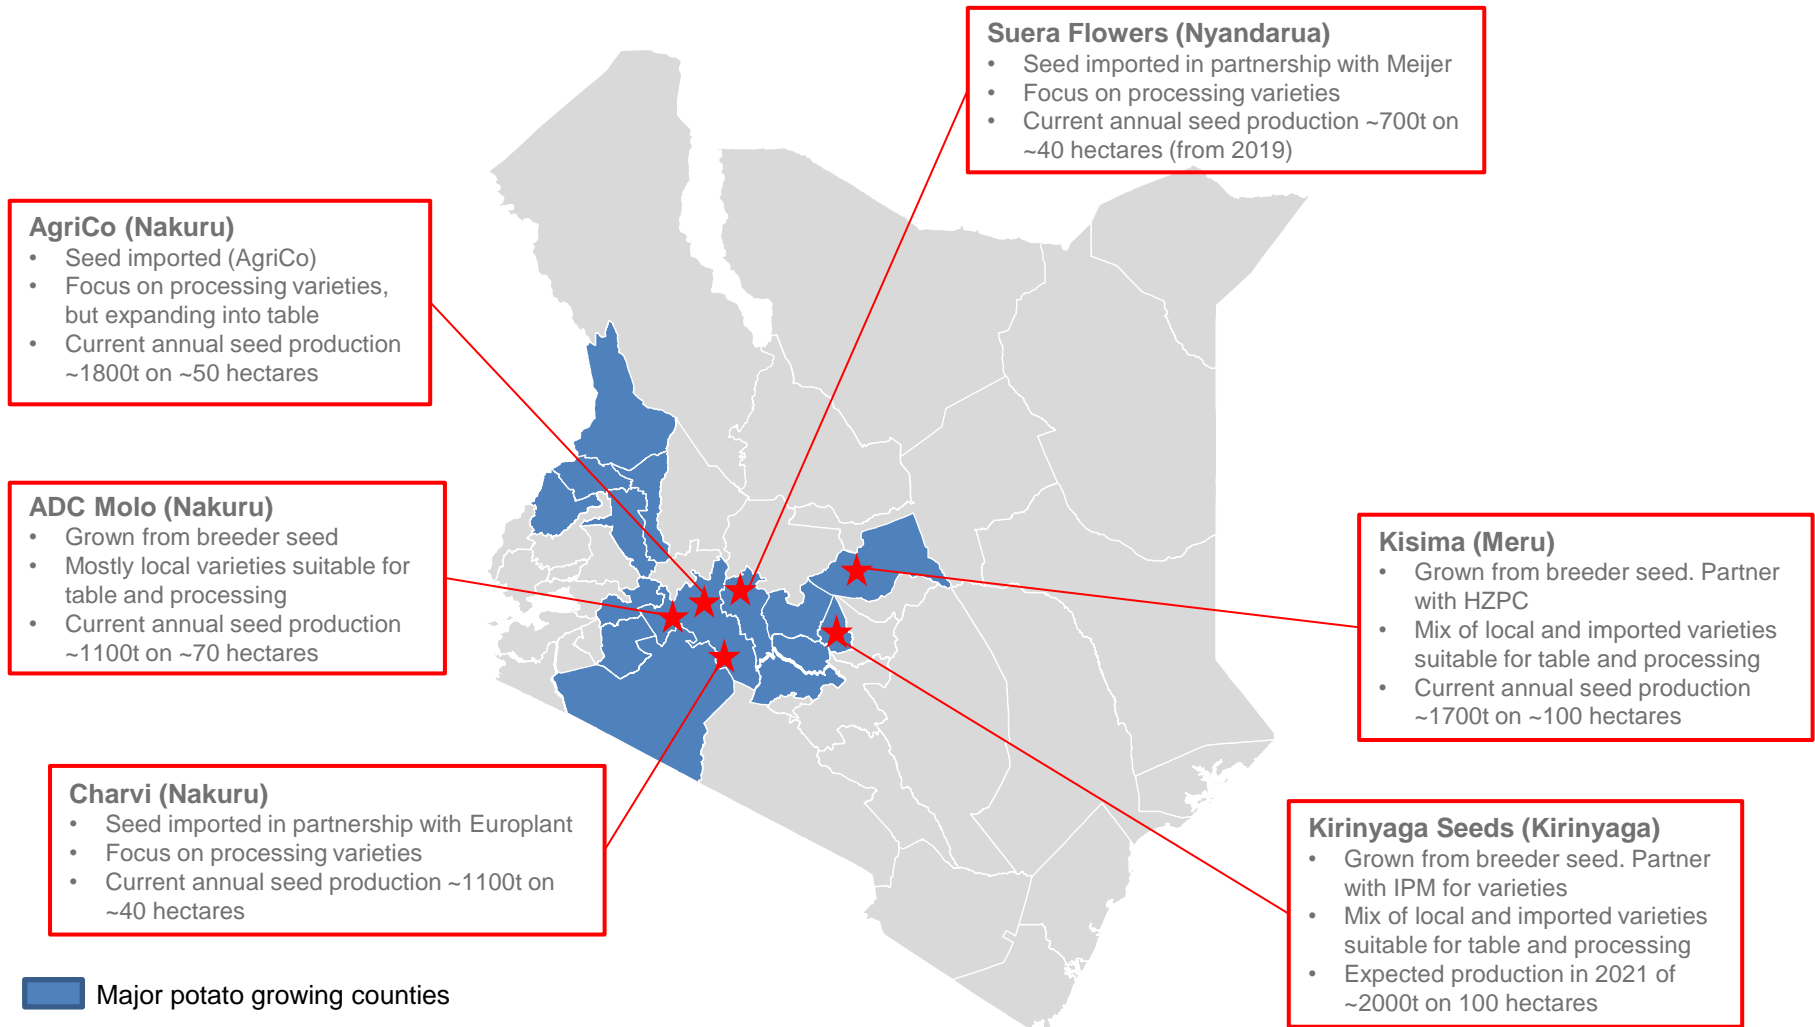 Suera Flowers (Nyandarua)
• Seed imported in partnership with Meijer
• Focus on processing varieties
• Current annual seed production ~700t on
~40 hectares (from 2019)
AgriCo (Nakuru)
• Seed imported (AgriCo)
• Focus on processing varieties,
but expanding into table
• Current annual seed production
~1800t on ~50 hectares
ADC Molo (Nakuru)
• Grown from breeder seed
• Mostly local varieties suitable for
table and processing
• Current annual seed production
~1100t on ~70 hectares
Kisima (Meru)
• Grown from breeder seed. Partner
with HZPC
• Mix of local and imported varieties
suitable for table and processing
• Current annual seed production
~1700t on ~100 hectares
Charvi (Nakuru)
• Seed imported in partnership with Europlant
• Focus on processing varieties
• Current annual seed production ~1100t on
~40 hectares
Kirinyaga Seeds (Kirinyaga)
• Grown from breeder seed. Partner
with IPM for varieties
• Mix of local and imported varieties
suitable for table and processing
• Expected production in 2021 of
~2000t on 100 hectares
Major potato growing counties